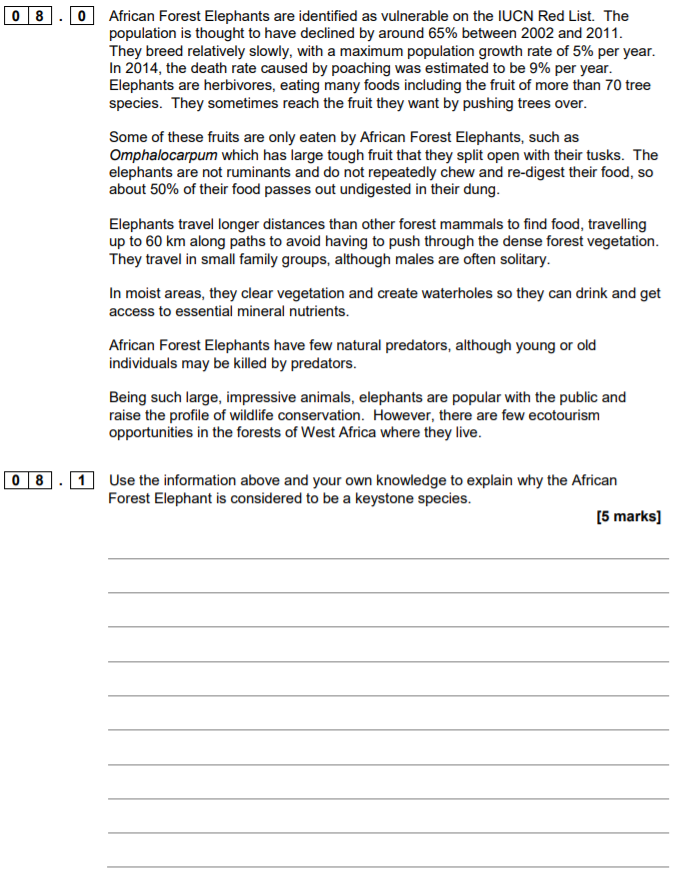 0 8 . 0 African Forest Elephants are identified as vulnerable on the IUCN Red List. The
population is thought to have declined by around 65% between 2002 and 2011.
They breed relatively slowly, with a maximum population growth rate of 5% per year.
In 2014, the death rate caused by poaching was estimated to be 9% per year.
Elephants are herbivores, eating many foods including the fruit of more than 70 tree
species. They sometimes reach the fruit they want by pushing trees over.
Some of these fruits are only eaten by African Forest Elephants, such as
Omphalocarpum which has large tough fruit that they split open with their tusks. The
elephants are not ruminants and do not repeatedly chew and re-digest their food, so
about 50% of their food passes out undigested in their dung.
Elephants travel longer distances than other forest mammals to find food, travelling
up to 60 km along paths to avoid having to push through the dense forest vegetation.
They travel in small family groups, although males are often solitary.
In moist areas, they clear vegetation and create waterholes so they can drink and get
access to essential mineral nutrients.
African Forest Elephants have few natural predators, although young or old
individuals may be killed by predators.
Being such large, impressive animals, elephants are popular with the public and
raise the profile of wildlife conservation. However, there are few ecotourism
opportunities in the forests of West Africa where they live.
0 8 . 1 Use the information above and your own knowledge to explain why the African
Forest Elephant is considered to be a keystone species.
[5 marks]